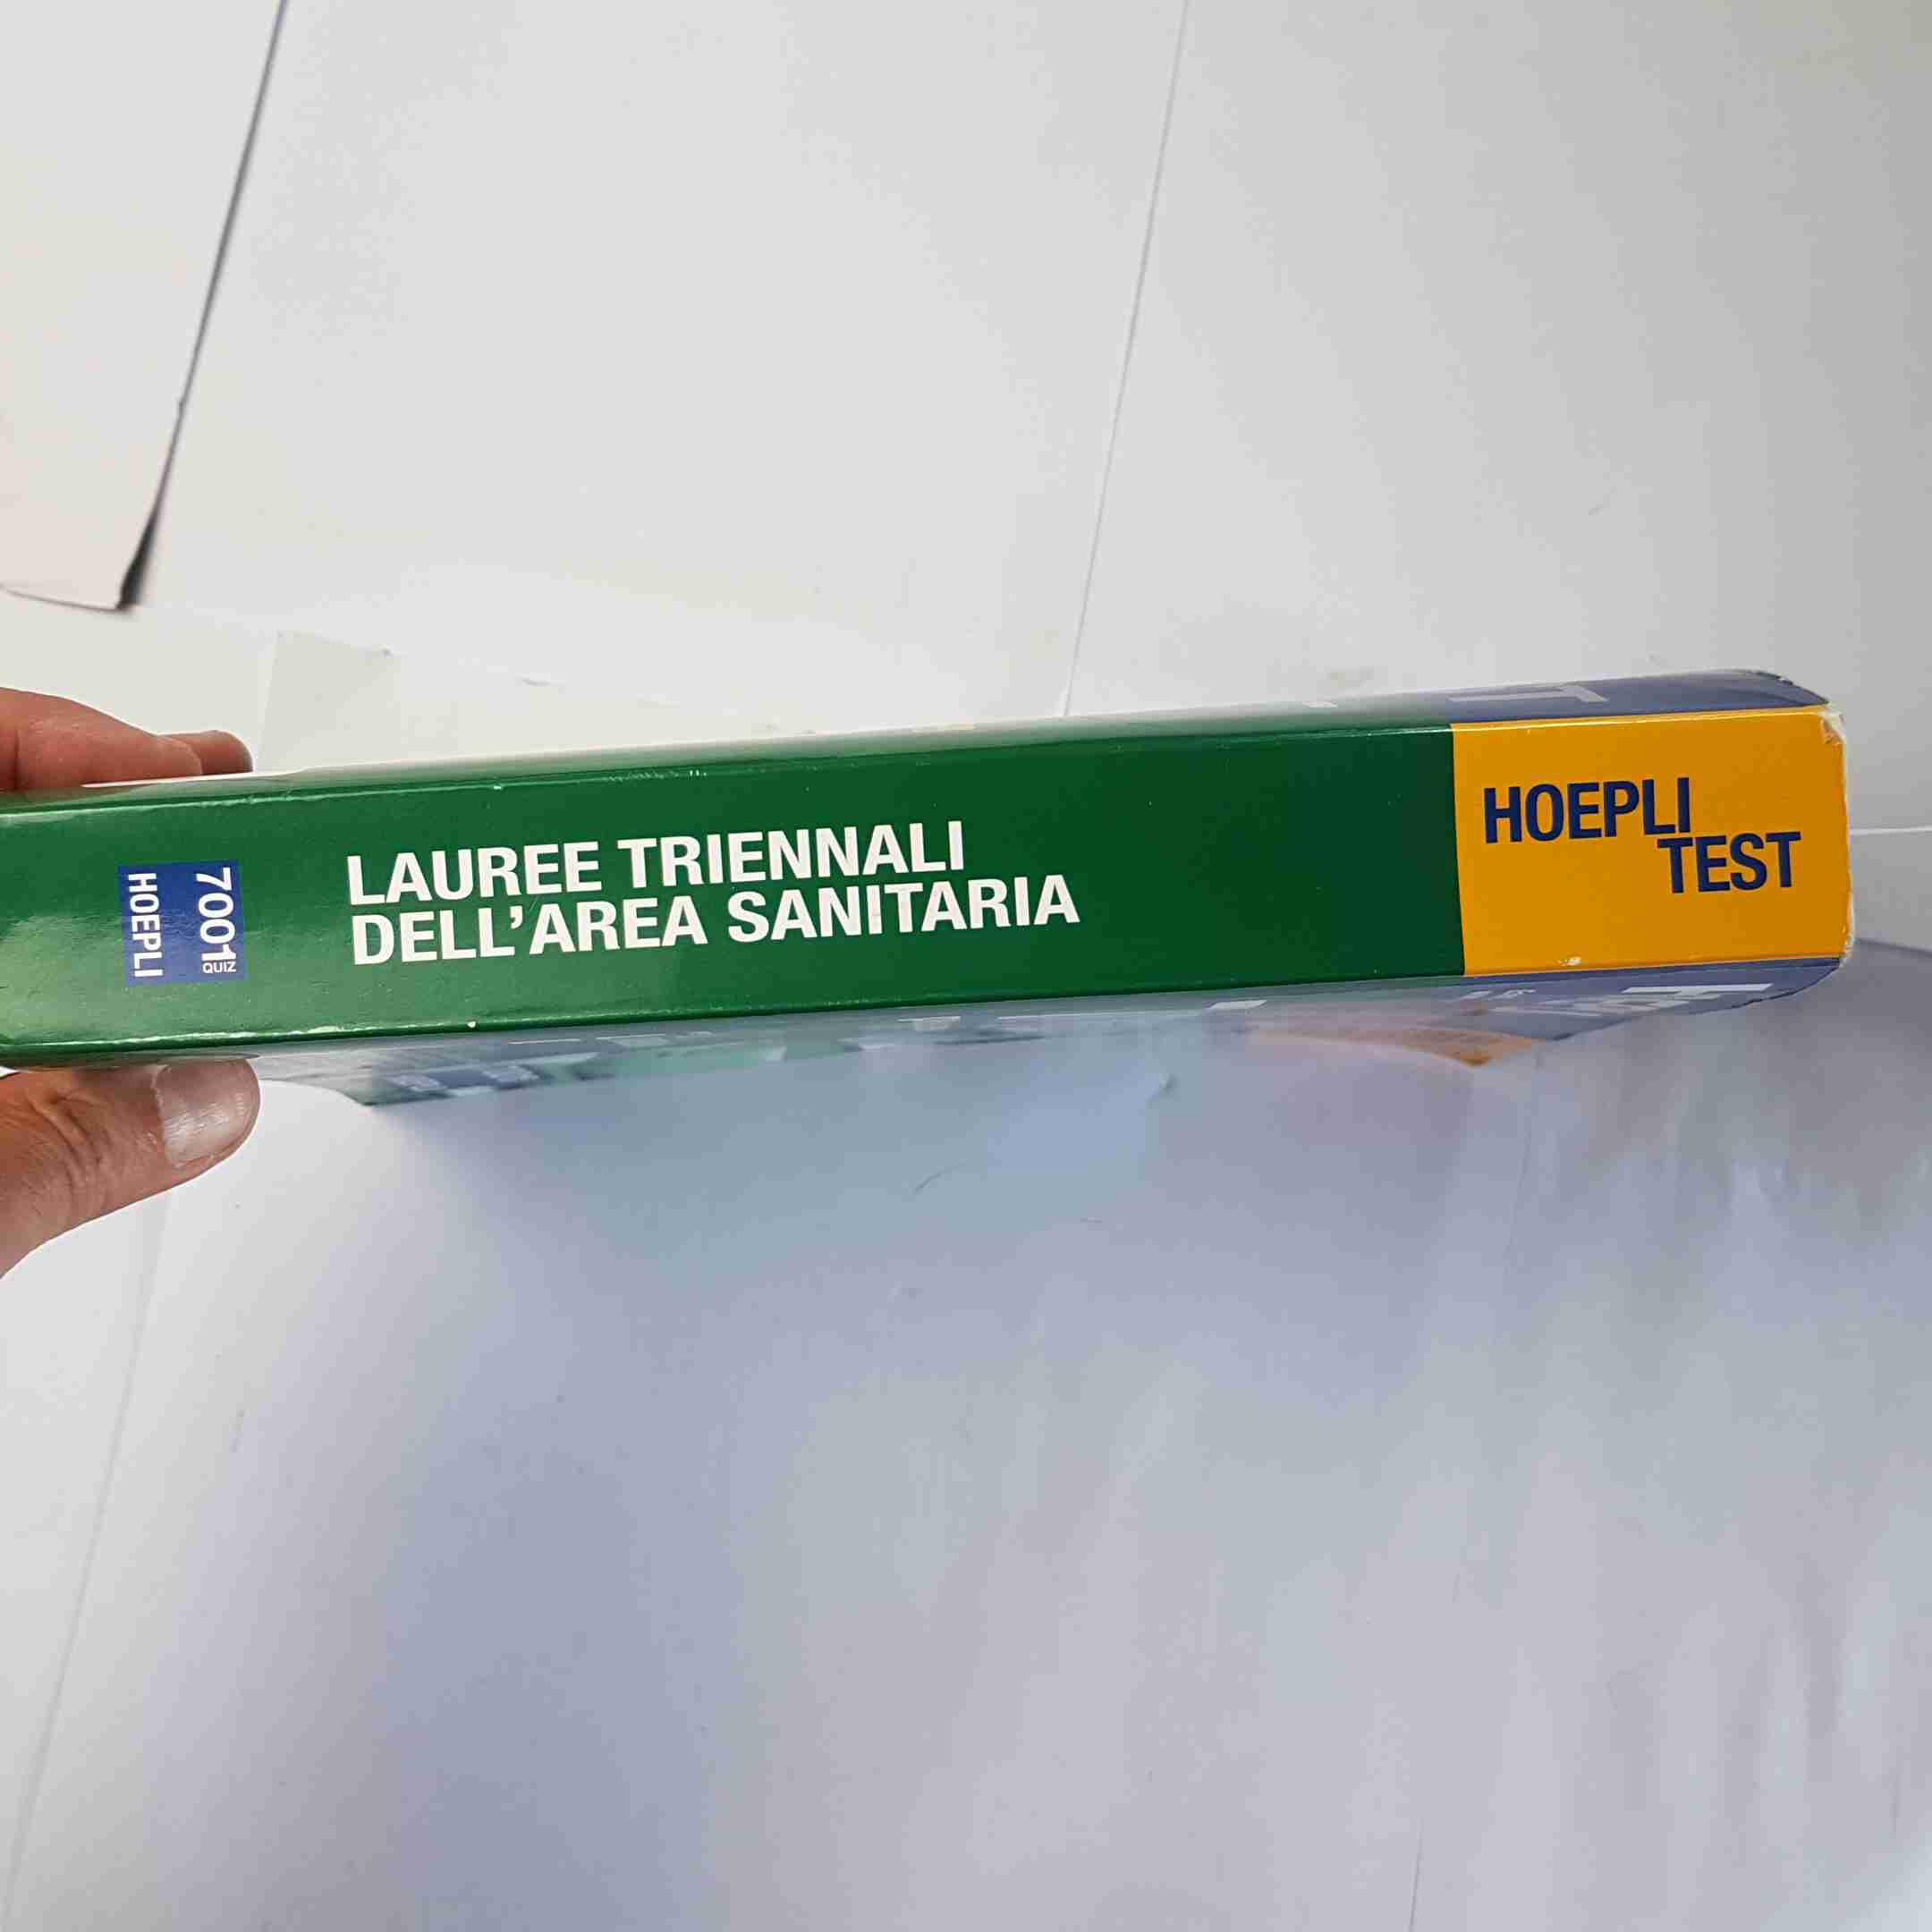 LAUREE TRIENNALI
DELL'AREA SANITARIA
HOEPLI
TEST
7001
QUIZ
HOEPLI